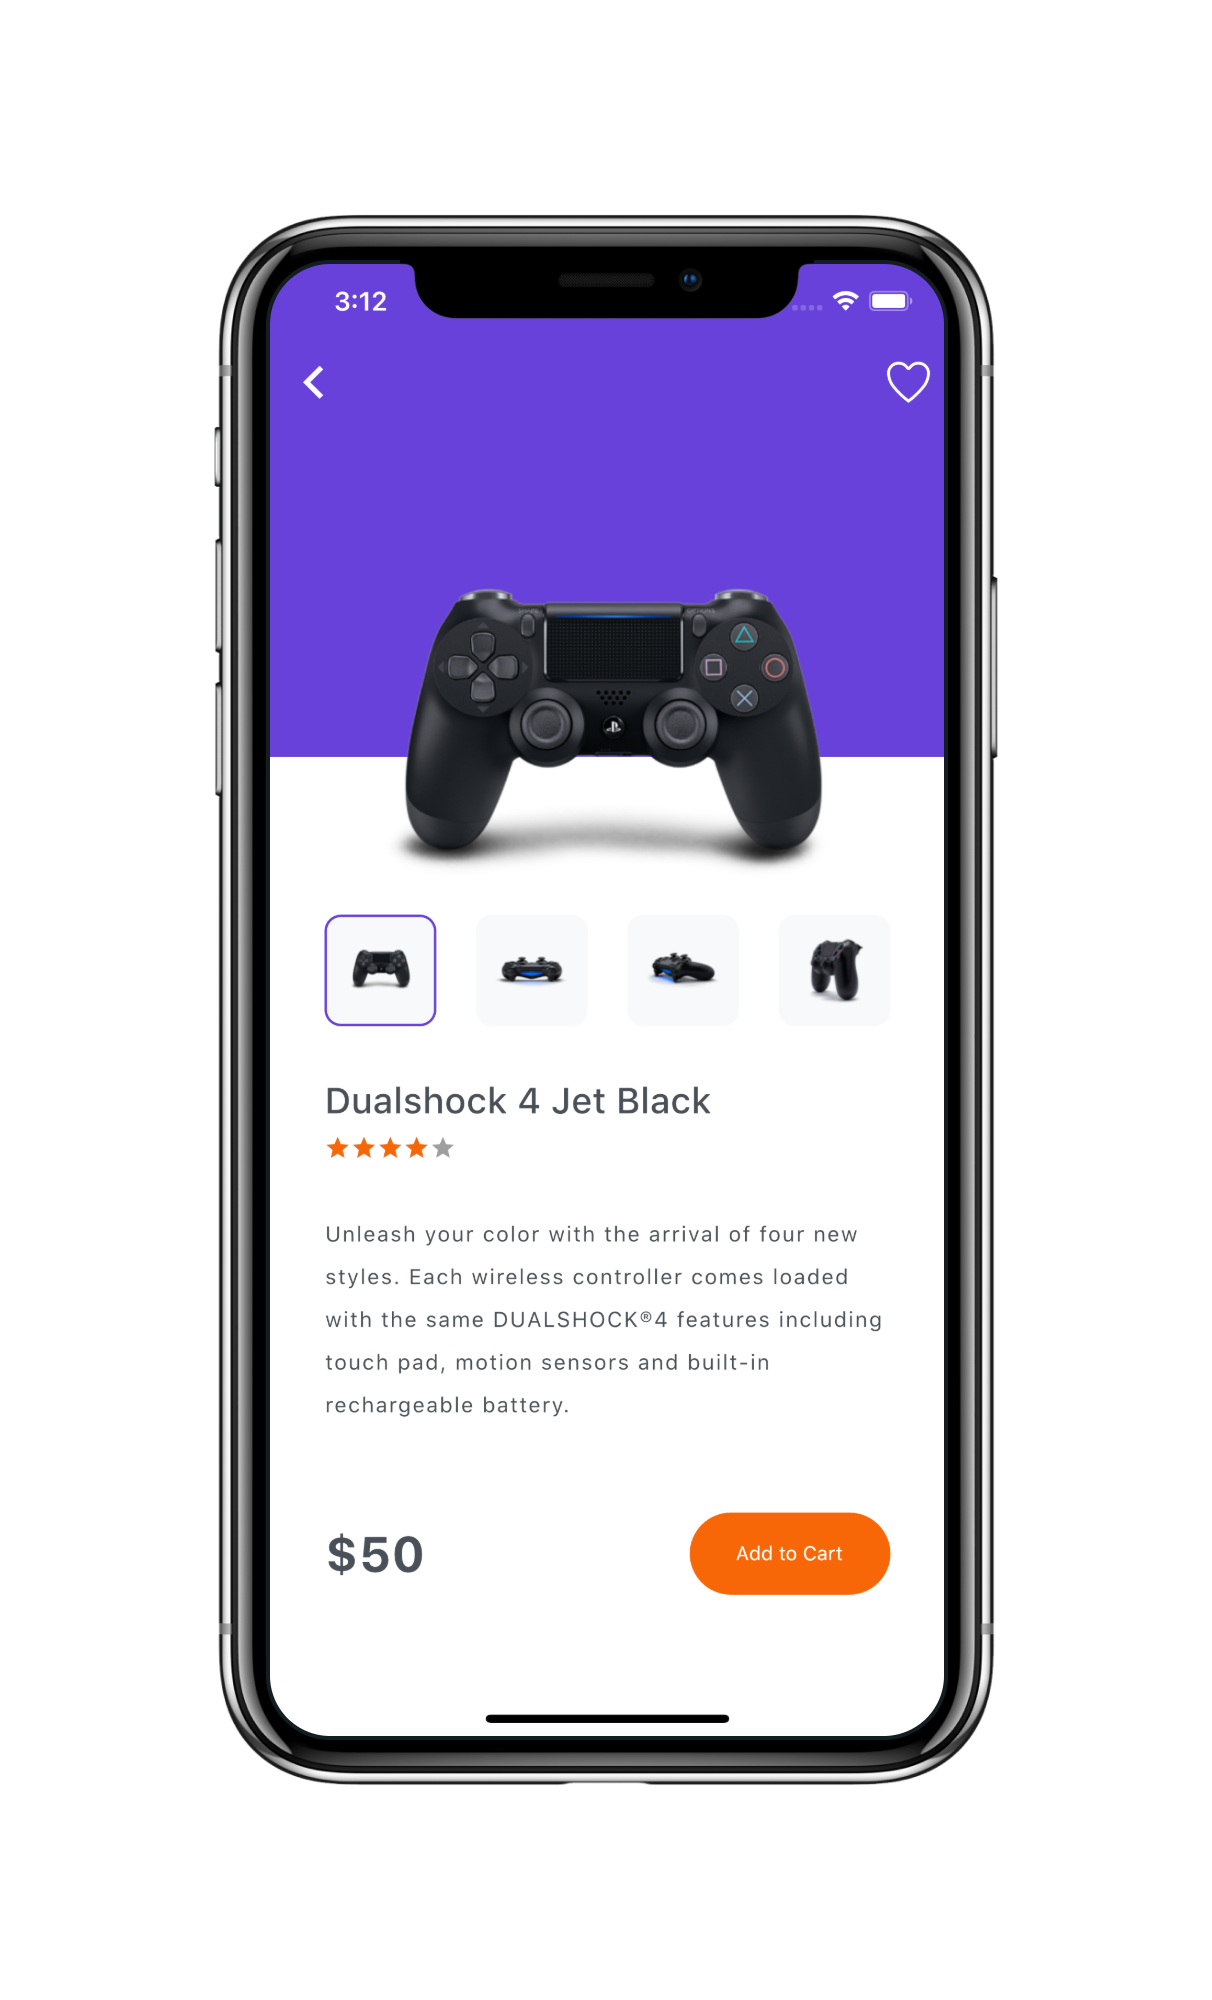 3:12
Dualshock 4 Jet Black
Unleash your color with the arrival of four new
styles. Each wireless controller comes loaded
with the same DUALSHOCK®4 features including
touch pad, motion sensors and built-in
rechargeable battery.
$50
Add to Cart